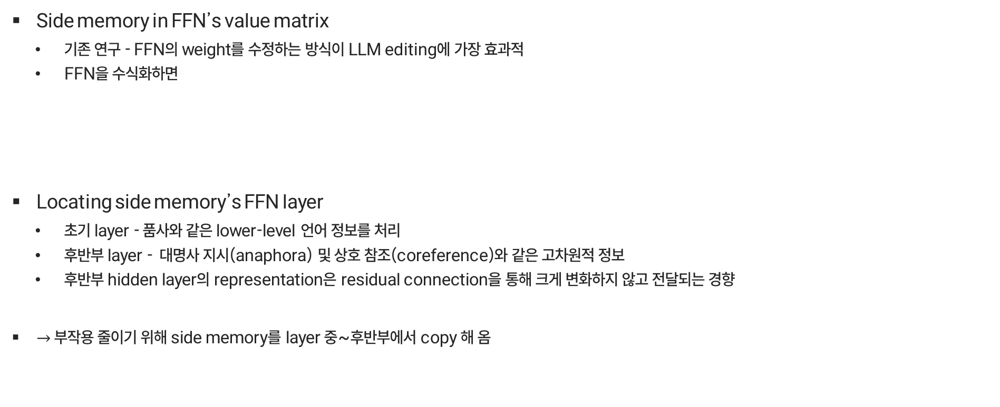 ▪ Side memory in FFN’s value matrix
• 기존 연구 - FFN의 weight를 수정하는 방식이 LLM editing에 가장 효과적
• FFN을 수식화하면
▪ Locating side memory’s FFN layer
• 초기 layer - 품사와 같은 lower-level 언어 정보를 처리
• 후반부 layer - 대명사 지시(anaphora) 및 상호 참조(coreference)와 같은 고차원적 정보
• 후반부 hidden layer의 representation은 residual connection을 통해 크게 변화하지 않고 전달되는 경향
▪ → 부작용 줄이기 위해 side memory를 layer 중~후반부에서 copy 해 옴